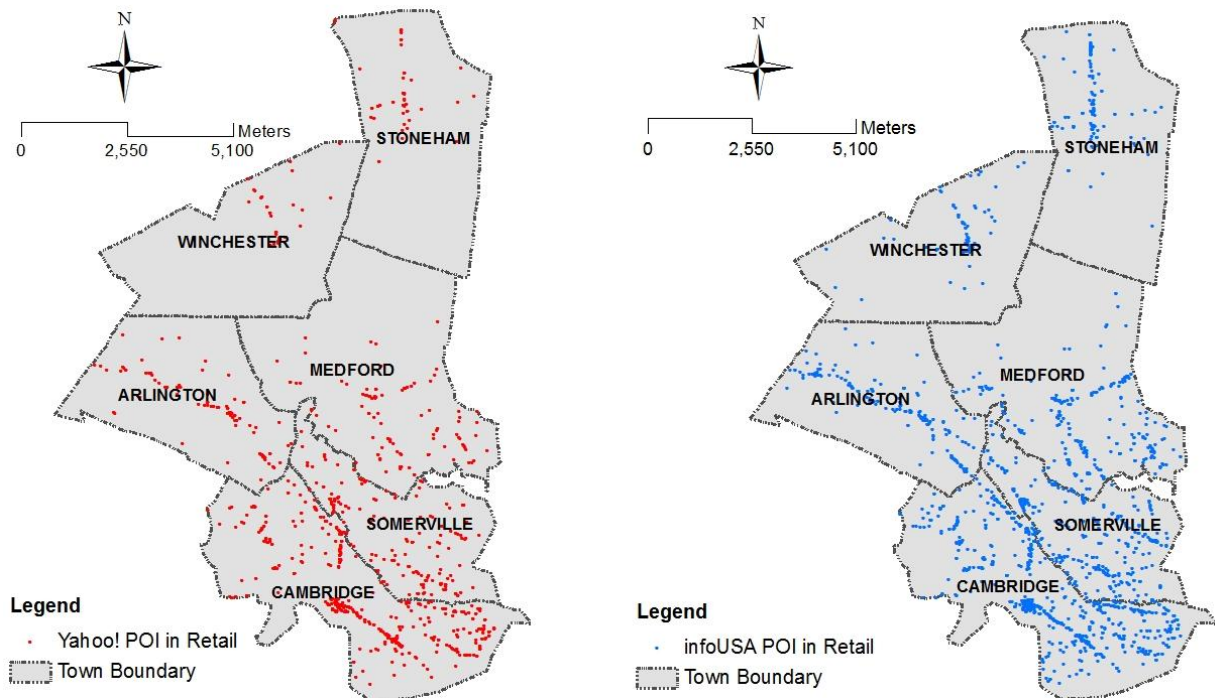 N
Meters
0 2,550 5,100
STONEHAM
WINCHESTER
MEDFORD
ARLINGTON
SOMERVILLE
CAMBRIDGE
Legend
Yahoo! POI in Retail
Town Boundary
N
Meters
0 2,550 5,100
STONEHAM
WINCHESTER
MEDFORD
ARLINGTON
SOMERVILLE
CAMBRIDGE
Legend
infoUSA POI in Retail
Town Boundary